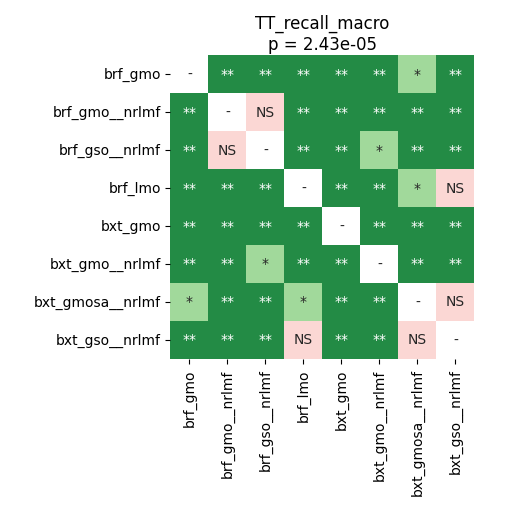 TT_recall_macro
p = 2.43e-05
brf_gmo - ** ** ** ** ** * **
brf_gmo__nrlmf ** - NS ** ** ** ** **
brf_gso__nrlmf ** NS - ** ** * ** **
brf_lmo ** ** ** - ** ** * NS
bxt_gmo ** ** ** ** - ** ** **
bxt_gmo__nrlmf ** ** * ** ** - ** **
bxt_gmosa__nrlmf * ** ** * ** ** - NS
bxt_gso__nrlmf ** ** ** NS ** ** NS -
brf_gmo
brf_gmo__nrlmf
brf_gso__nrlmf
brf_lmo
bxt_gmo
bxt_gmo__nrlmf
bxt_gmosa__nrlmf
bxt_gso__nrlmf